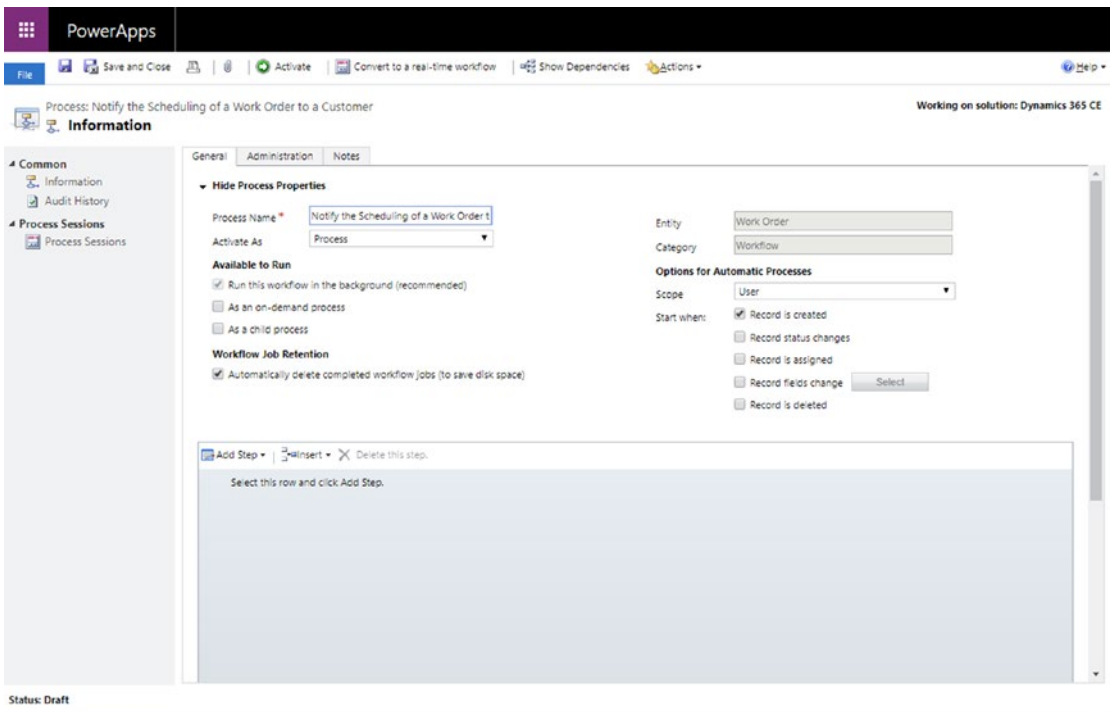 PowerApps
File Save and Close Activate Convert to a real-time workflow Show Dependencies Actions Help
Process: Notify the Scheduling of a Work Order to a Customer
Information
Working on solution: Dynamics 365 CE
Common
Information
Audit History
Process Sessions
Process Sessions
General Administration Notes
Hide Process Properties
Process Name * Notify the Scheduling of a Work Order t
Activate As Process
Available to Run
Run this workflow in the background (recommended)
As an on-demand process
As a child process
Workflow Job Retention
Automatically delete completed workflow jobs (to save disk space)
Entity Work Order
Category Workflow
Options for Automatic Processes
Scope User
Start when: Record is created
Record status changes
Record is assigned
Record fields change Select
Record is deleted
Add Step Insert Delete this step.
Select this row and click Add Step.
Status: Draft